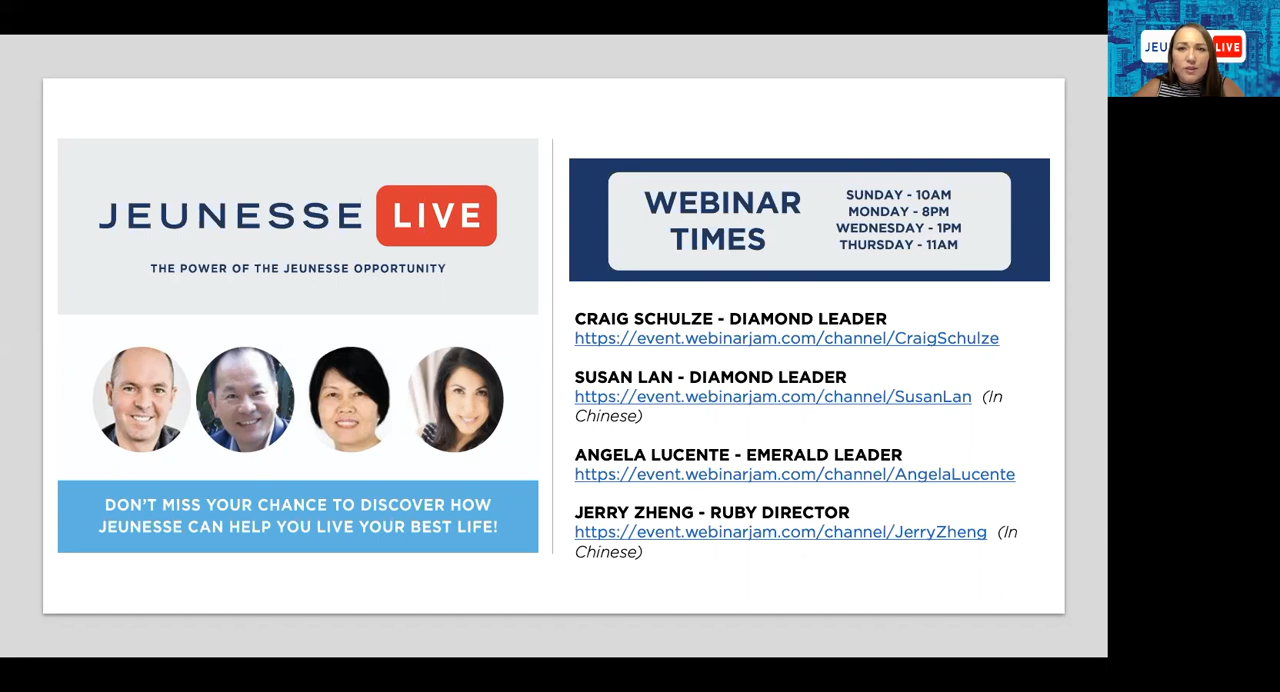 JEUNESSE LIVE
THE POWER OF THE JEUNESSE OPPORTUNITY
DON'T MISS YOUR CHANCE TO DISCOVER HOW
JEUNESSE CAN HELP YOU LIVE YOUR BEST LIFE!
WEBINAR
TIMES
SUNDAY - 10AM
MONDAY - 8PM
WEDNESDAY - 1PM
THURSDAY - 11AM
CRAIG SCHULZE - DIAMOND LEADER
https://event.webinarjam.com/channel/CraigSchulze
SUSAN LAN - DIAMOND LEADER
https://event.webinarjam.com/channel/SusanLan (In
Chinese)
ANGELA LUCENTE - EMERALD LEADER
https://event.webinarjam.com/channel/AngelaLucente
JERRY ZHENG - RUBY DIRECTOR
https://event.webinarjam.com/channel/JerryZheng (In
Chinese)
JEU LIVE